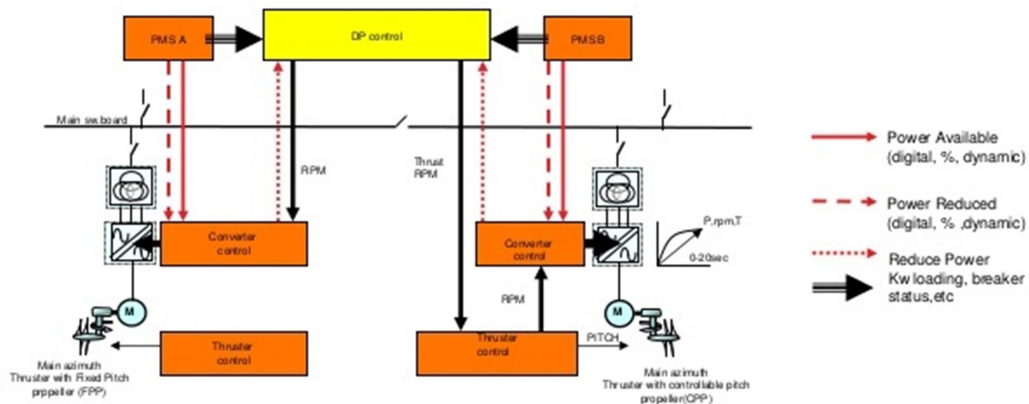 PMS A
DP control
PMS B
Main sw.board
RPM
Thrust
RPM
Converter
control
Converter
control
P,rpm,T
0-20sec
RPM
M
M
Thruster
control
Thruster
control
PITCH
Main azimuth
Thruster with Fixed Pitch
prppeller (FPP)
Main azimuth
Thruster with controllable pitch
propeller(CPP)
Power Available
(digital, %, dynamic)
Power Reduced
(digital, % ,dynamic)
Reduce Power
Kw loading, breaker
status,etc